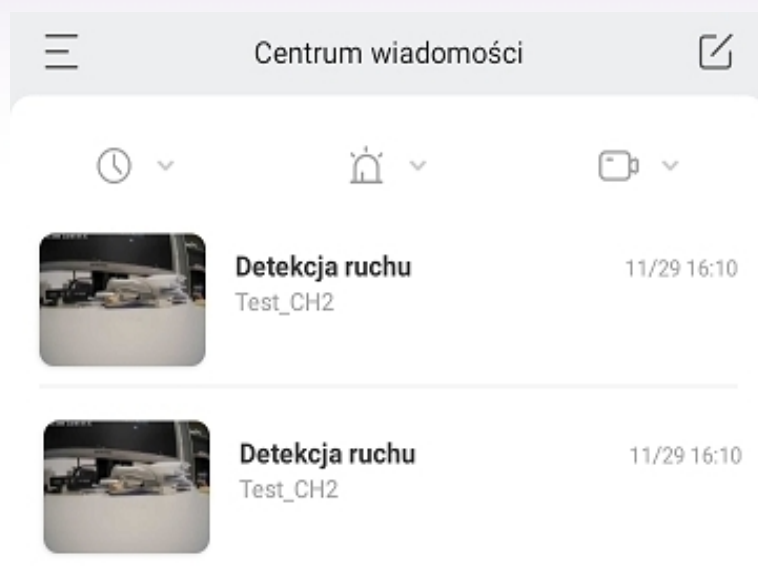 Centrum wiadomości
Detekcja ruchu
11/29 16:10
Test_CH2
Detekcja ruchu
11/29 16:10
Test_CH2